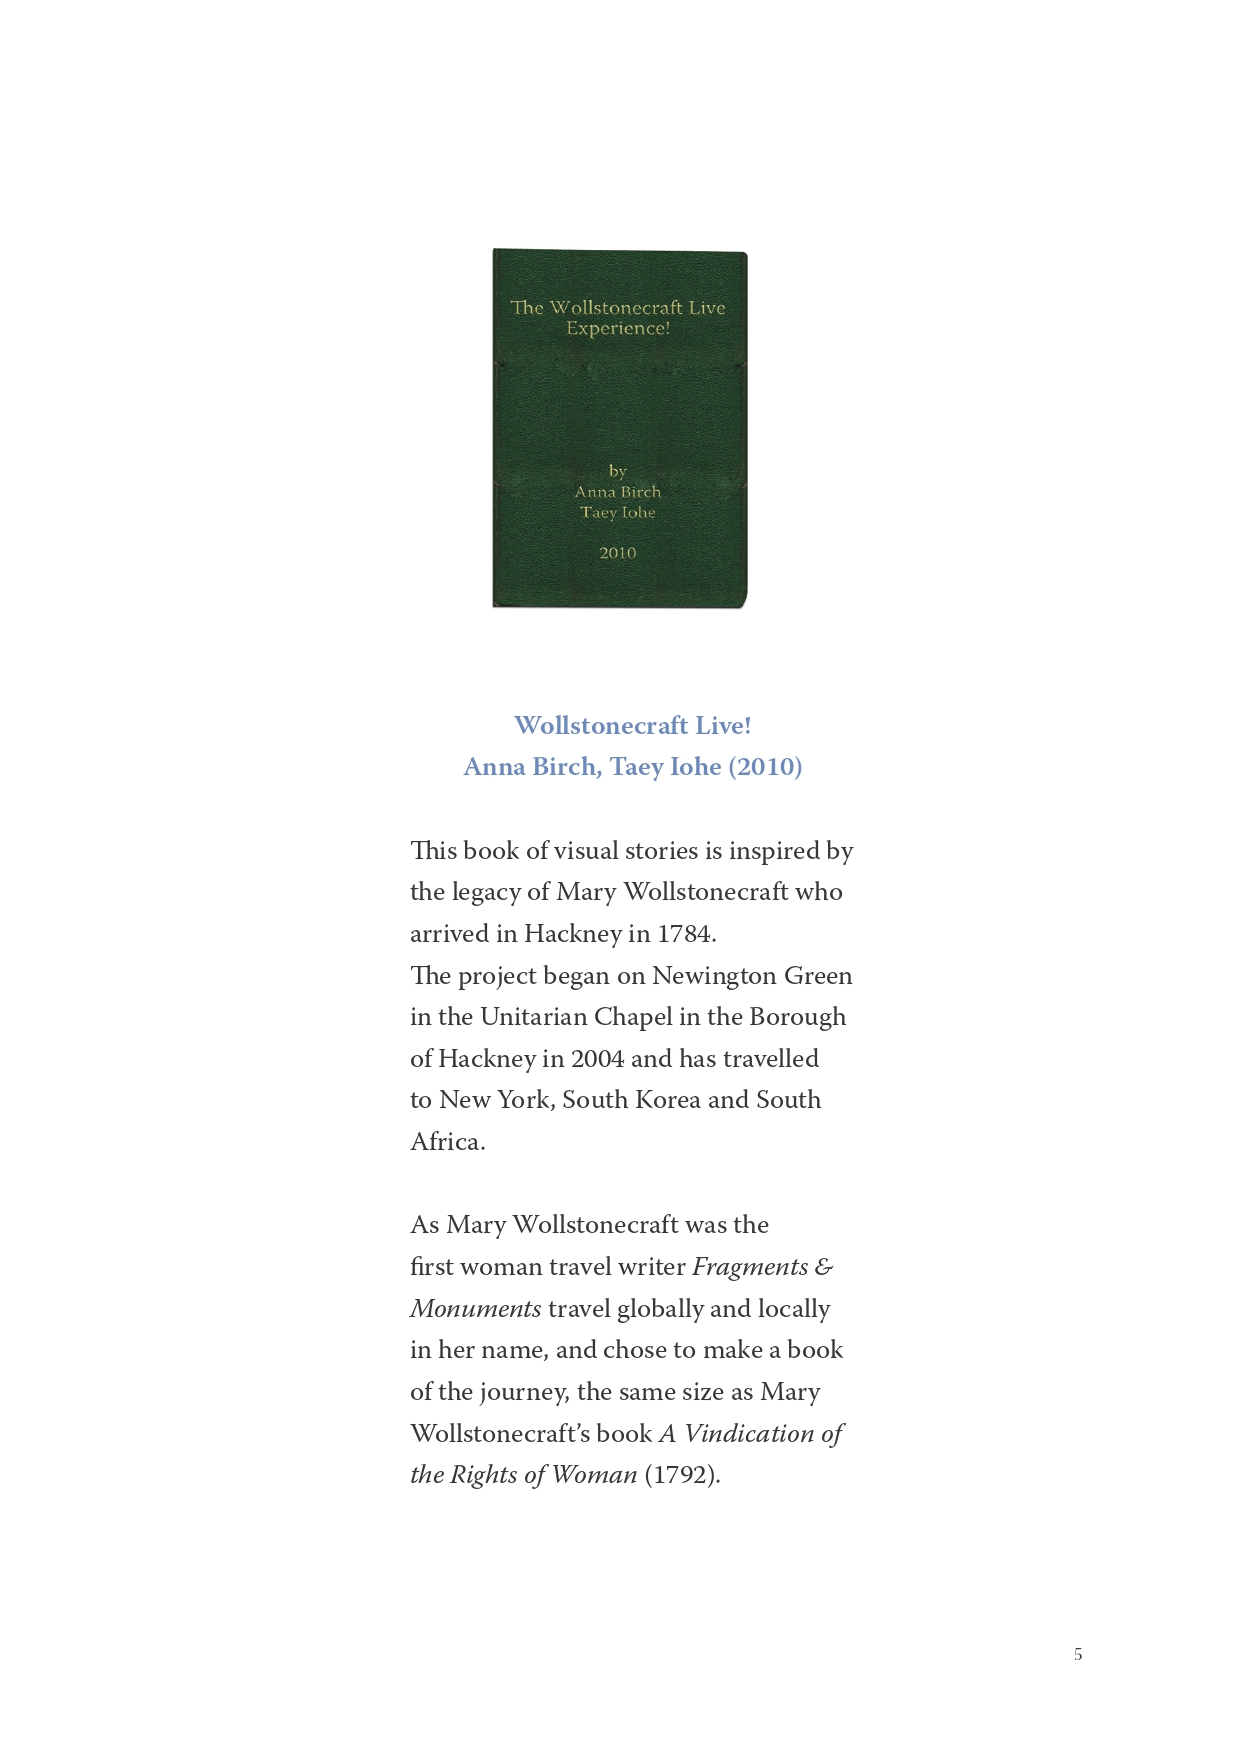 The Wollstonecraft Live
Experience!
by
Anna Birch
Taey Iohe
2010
Wollstonecraft Live!
Anna Birch, Taey Iohe (2010)
This book of visual stories is inspired by
the legacy of Mary Wollstonecraft who
arrived in Hackney in 1784.
The project began on Newington Green
in the Unitarian Chapel in the Borough
of Hackney in 2004 and has travelled
to New York, South Korea and South
Africa.
As Mary Wollstonecraft was the
first woman travel writer Fragments &
Monuments travel globally and locally
in her name, and chose to make a book
of the journey, the same size as Mary
Wollstonecraft’s book A Vindication of
the Rights of Woman (1792).
5